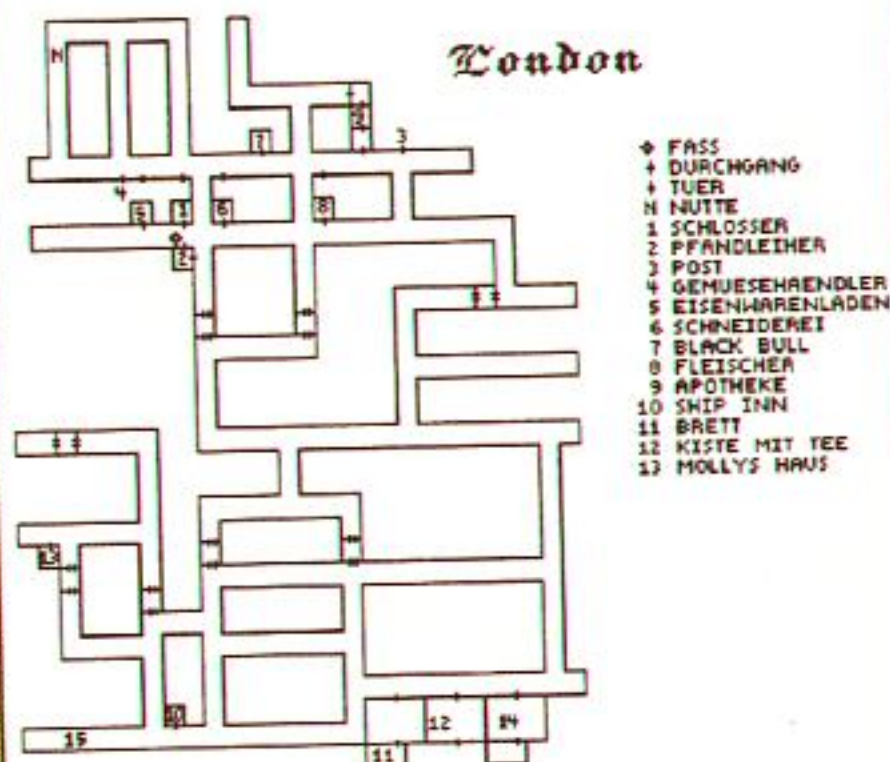 London
FASS
DURCHGANG
TUER
N NUTTE
1 SCHLOSSER
2 PFANDLEIHER
3 POST
4 GEMUESEHAENDLER
5 EISENWARENLADEN
6 SCHNEIDEREI
7 BLACK BULL
8 FLEISCHER
9 APOTHEKE
10 SHIP INN
11 BRETT
12 KISTE MIT TEE
13 MOLLYS HAUS
N
7
9
3
4
5
1
6
8
2
13
10
12
14
15
11